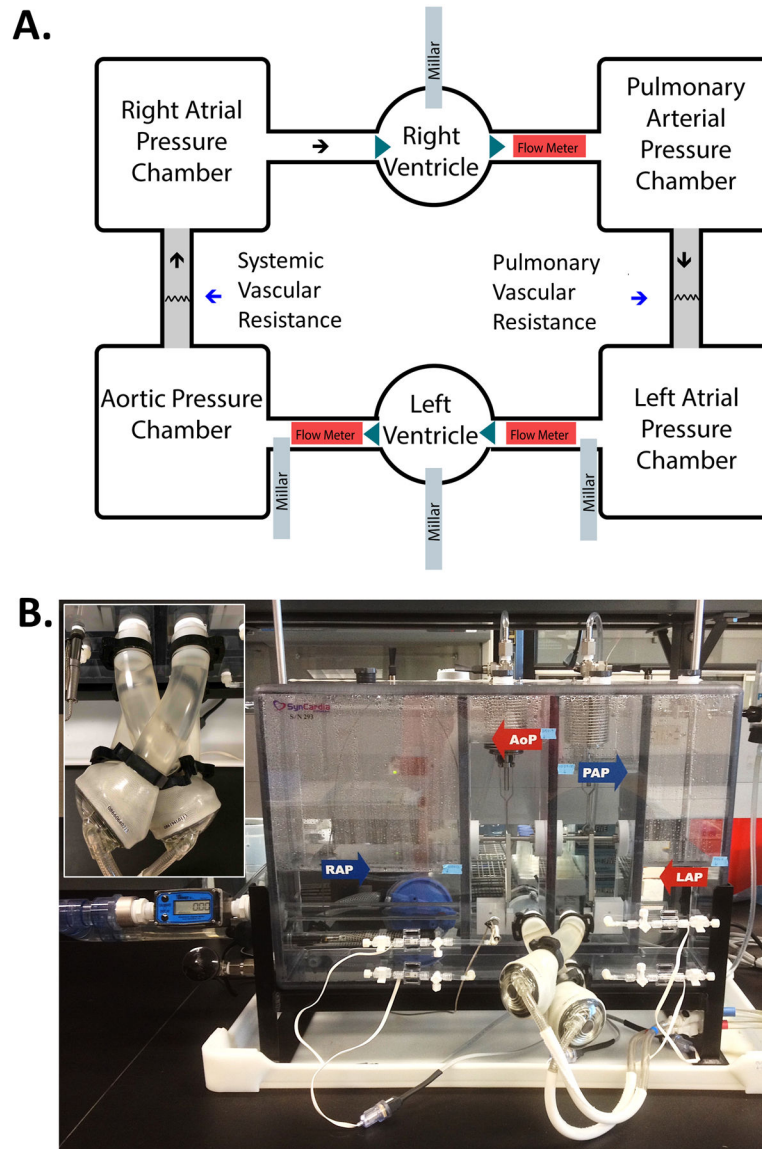 A.
Millar
Right Atrial
Pressure
Chamber
Right
Ventricle
Flow Meter
Pulmonary
Arterial
Pressure
Chamber
Systemic
Vascular
Resistance
Pulmonary
Vascular
Resistance
Aortic Pressure
Chamber
Flow Meter
Left
Ventricle
Flow Meter
Left Atrial
Pressure
Chamber
Millar
Millar
Millar
B.
SynCardia
S/N 293
AoP
PAP
RAP
LAP